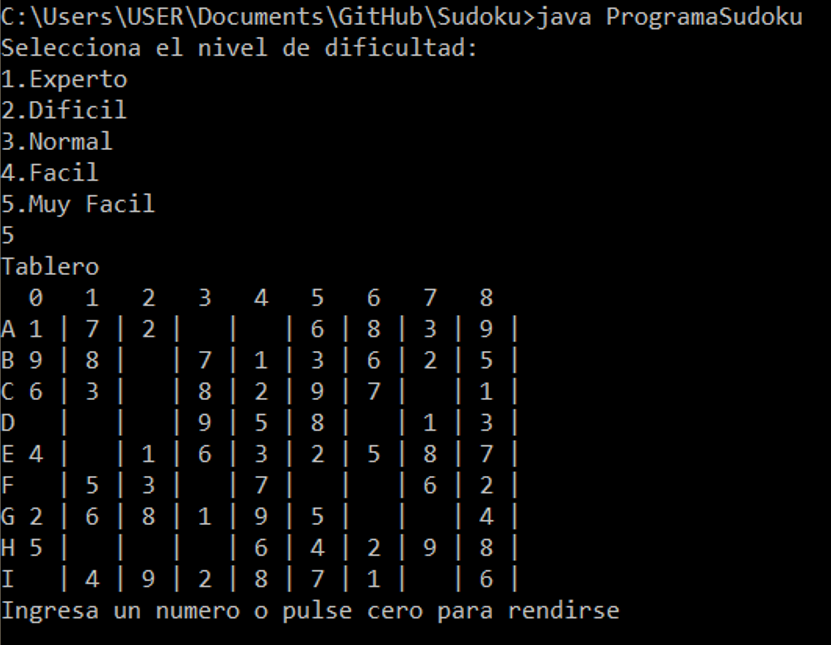 C:\Users\USER\Documents\GitHub\Sudoku>java ProgramaSudoku
Selecciona el nivel de dificultad:
1.Experto
2.Dificil
3.Normal
4.Facil
5.Muy Facil
5
Tablero
  0   1   2   3   4   5   6   7   8
A 1 | 7 | 2 |   |   | 6 | 8 | 3 | 9 |
B 9 | 8 |   | 7 | 1 | 3 | 6 | 2 | 5 |
C 6 | 3 |   | 8 | 2 | 9 | 7 |   | 1 |
D   |   |   | 9 | 5 | 8 |   | 1 | 3 |
E 4 |   | 1 | 6 | 3 | 2 | 5 | 8 | 7 |
F   | 5 | 3 |   | 7 |   |   | 6 | 2 |
G 2 | 6 | 8 | 1 | 9 | 5 |   |   | 4 |
H 5 |   |   |   | 6 | 4 | 2 | 9 | 8 |
I   | 4 | 9 | 2 | 8 | 7 | 1 |   | 6 |
Ingresa un numero o pulse cero para rendirse